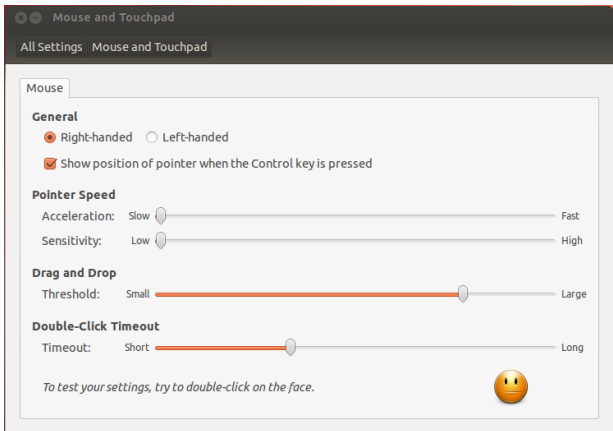 Mouse and Touchpad
All Settings Mouse and Touchpad
Mouse
General
Right-handed Left-handed
Show position of pointer when the Control key is pressed
Pointer Speed
Acceleration: Slow Fast
Sensitivity: Low High
Drag and Drop
Threshold: Small Large
Double-Click Timeout
Timeout: Short Long
To test your settings, try to double-click on the face.